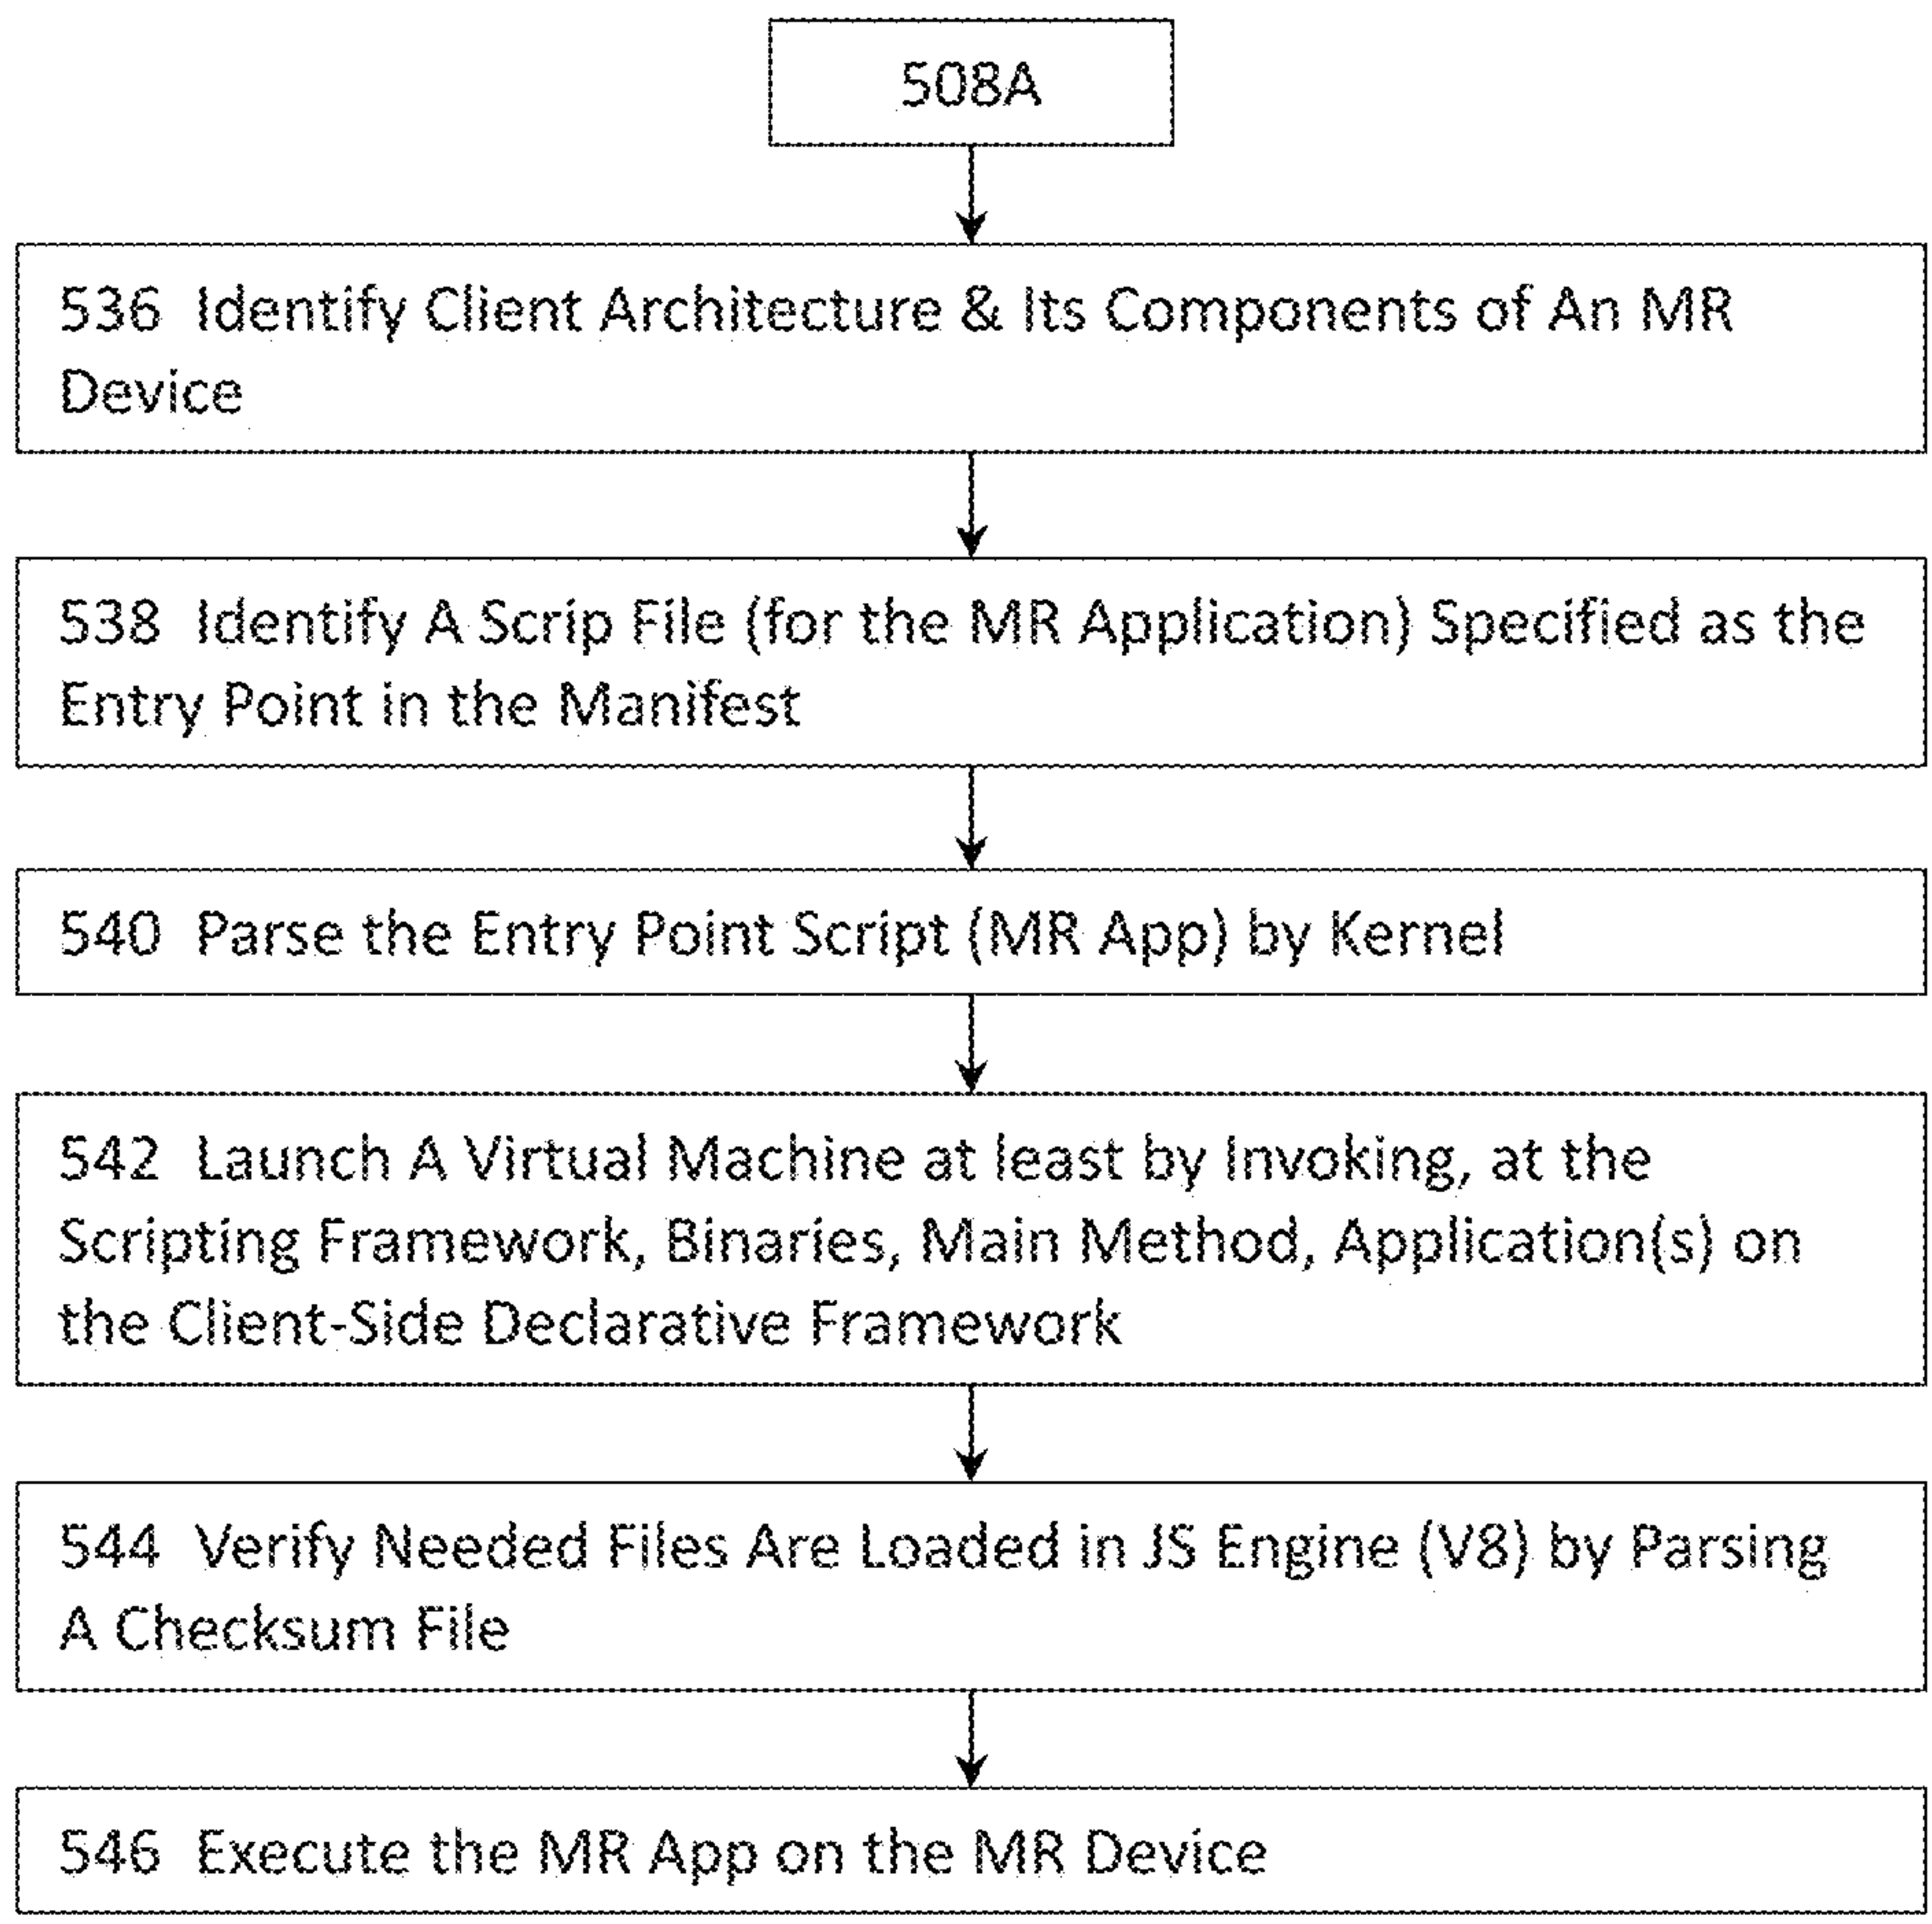 508A
536 Identify Client Architecture & Its Components of An MR
Device
538 Identify A Scrip File (for the MR Application) Specified as the
Entry Point in the Manifest
540 Parse the Entry Point Script (MR App) by Kernel
542 Launch A Virtual Machine at least by Invoking, at the
Scripting Framework, Binaries, Main Method, Application(s) on
the Client-Side Declarative Framework
544 Verify Needed Files Are Loaded in JS Engine (V8) by Parsing
A Checksum File
546 Execute the MR App on the MR Device